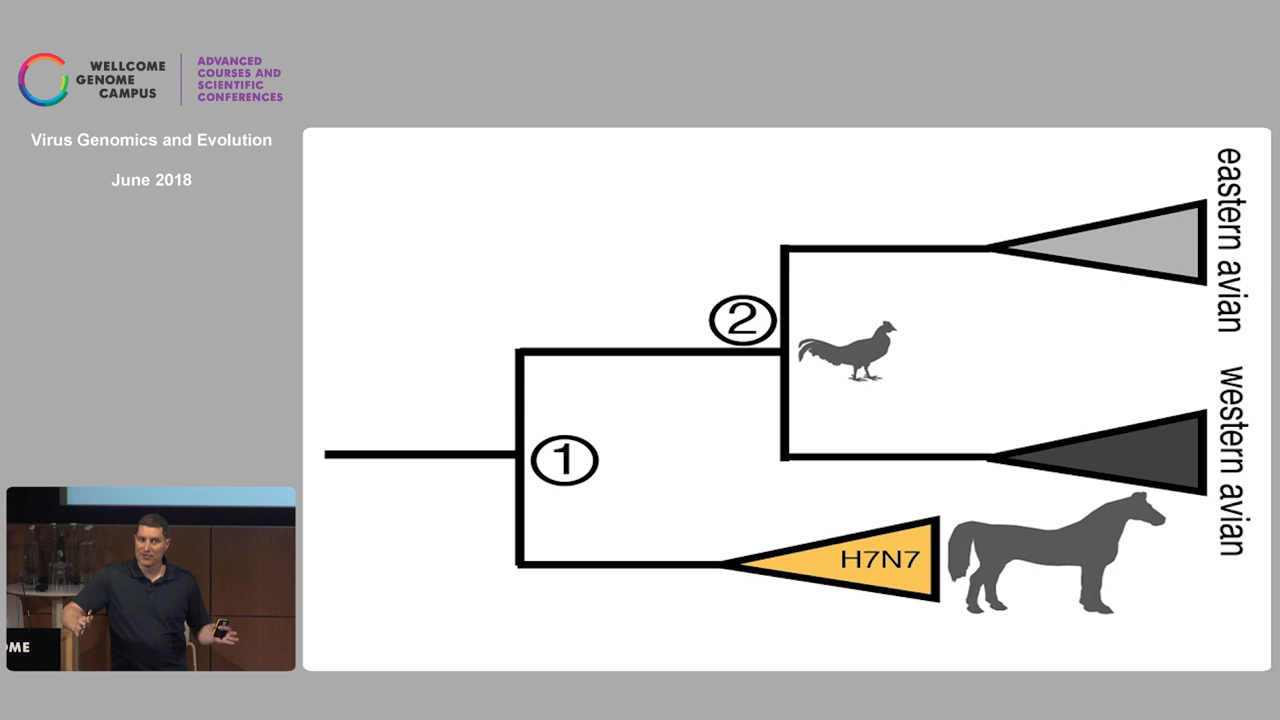 WELLCOME
GENOME
CAMPUS
ADVANCED
COURSES AND
SCIENTIFIC
CONFERENCES
Virus Genomics and Evolution
June 2018
eastern avian
2
1
western avian
H7N7
OME